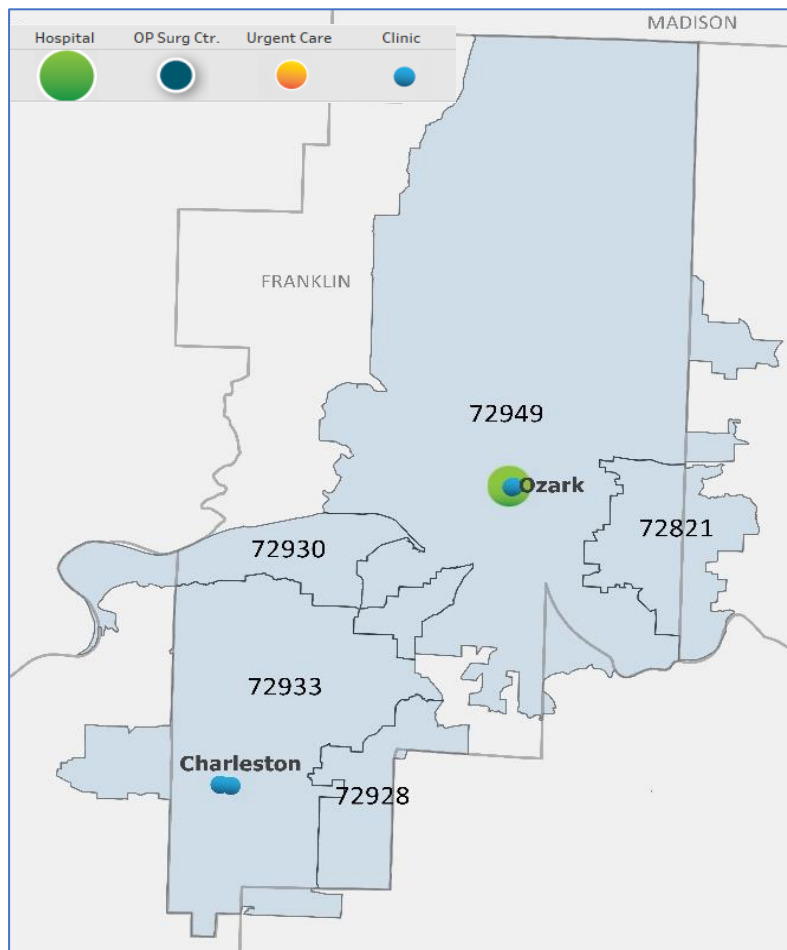 MADISON
Hospital OP Surg Ctr. Urgent Care Clinic
FRANKLIN
72949
Ozark
72821
72930
72933
Charleston
72928